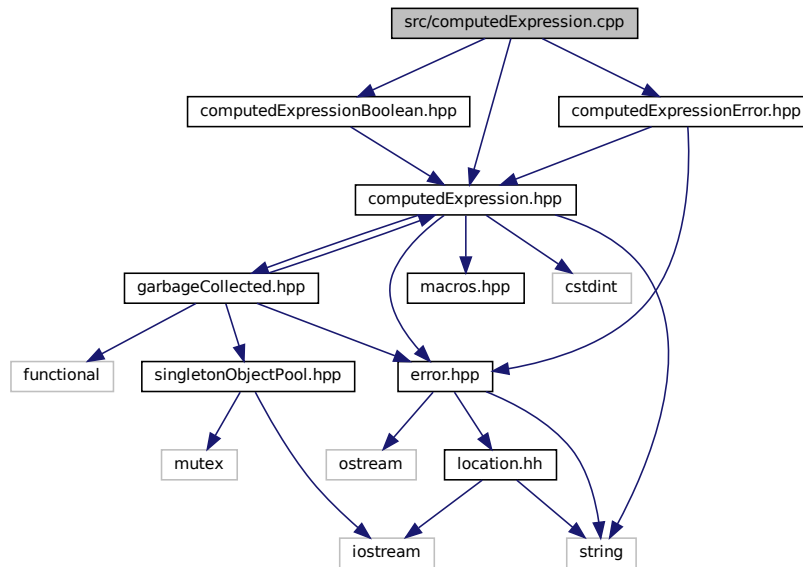 src/computedExpression.cpp
computedExpressionBoolean.hpp
computedExpressionError.hpp
computedExpression.hpp
garbageCollected.hpp
macros.hpp
cstdint
functional
singletonObjectPool.hpp
error.hpp
mutex
ostream
location.hh
iostream
string